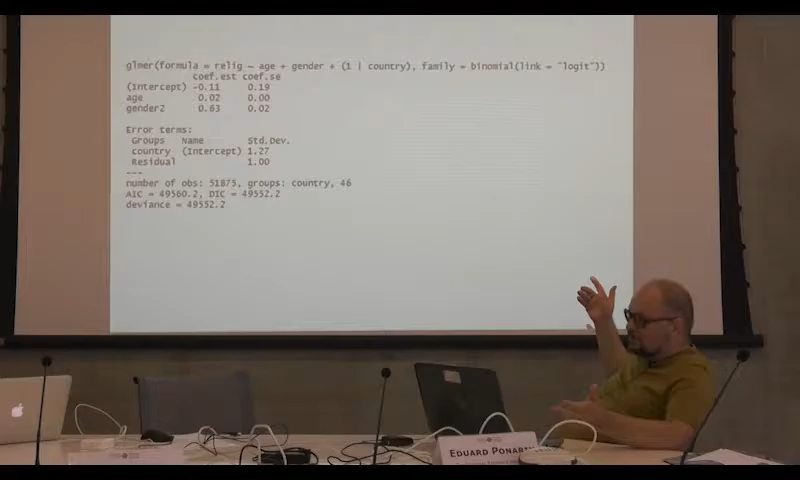 glmer(formula = relig ~ age + gender + (1 | country), family = binomial(link = "logit"))
coef.est coef.se
(Intercept) -0.11 0.19
age 0.02 0.00
gender2 0.63 0.02
Error terms:
Groups Name Std.Dev.
country (Intercept) 1.27
Residual 1.00
---
number of obs: 51875, groups: country, 46
AIC = 49560.2, DIC = 49552.2
deviance = 49552.2
EDUARD